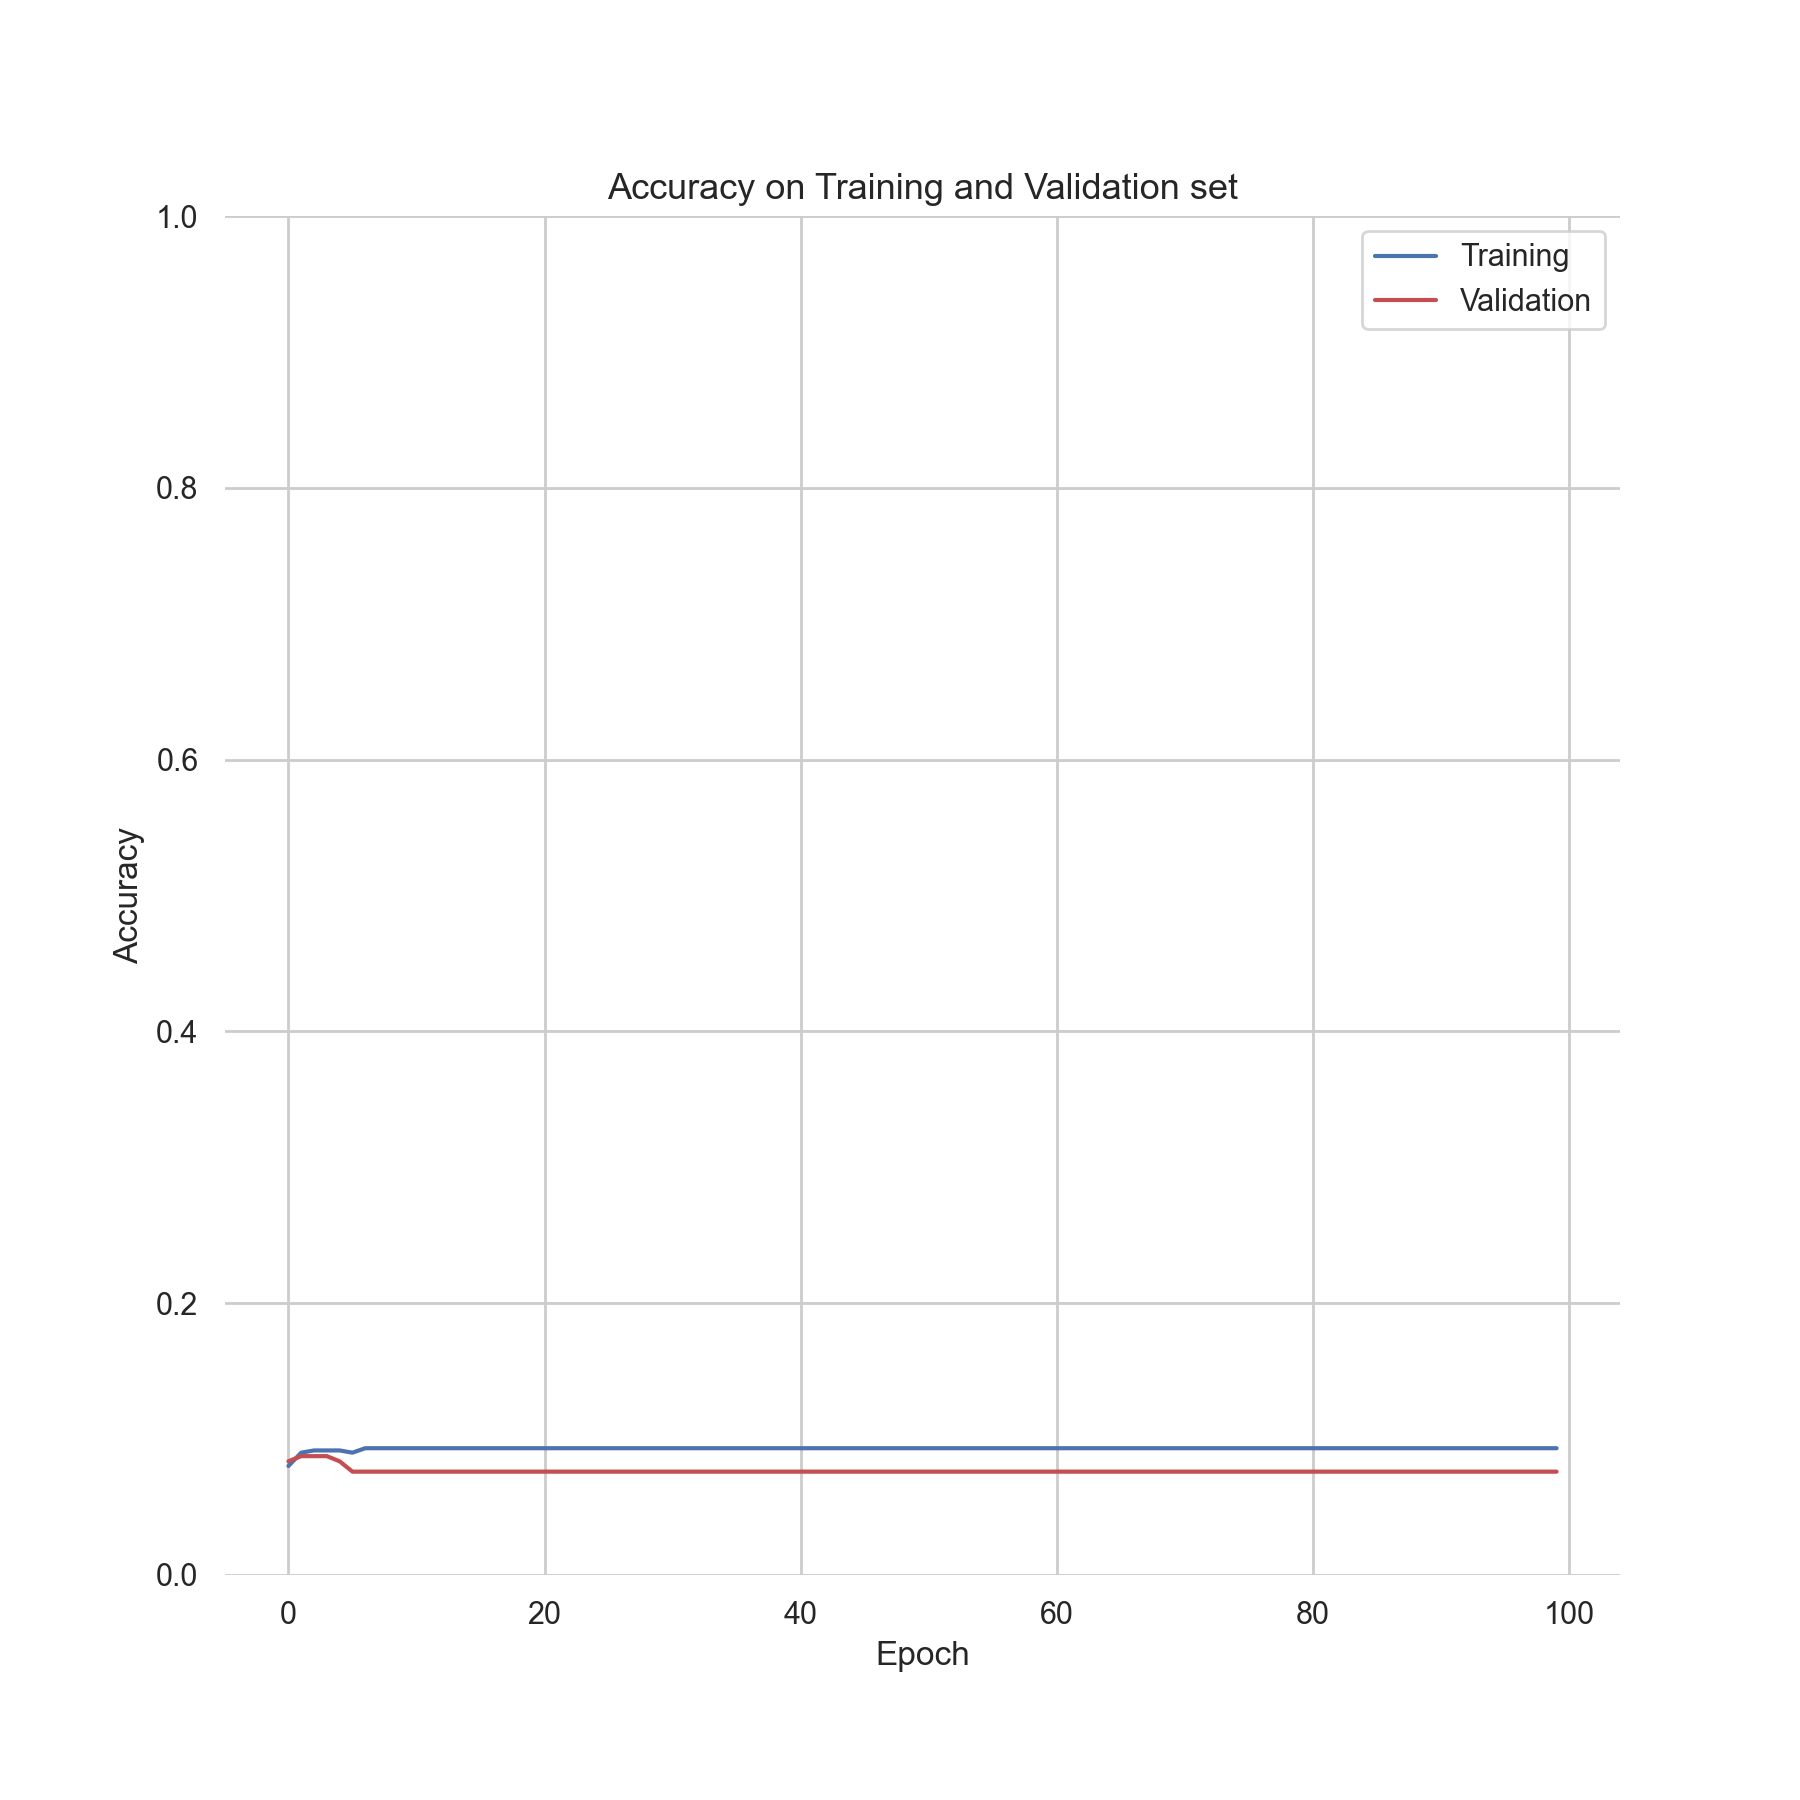 Accuracy on Training and Validation set
1.0
0.8
0.6
0.4
0.2
0.0
Accuracy
Training
Validation
0 20 40 60 80 100
Epoch